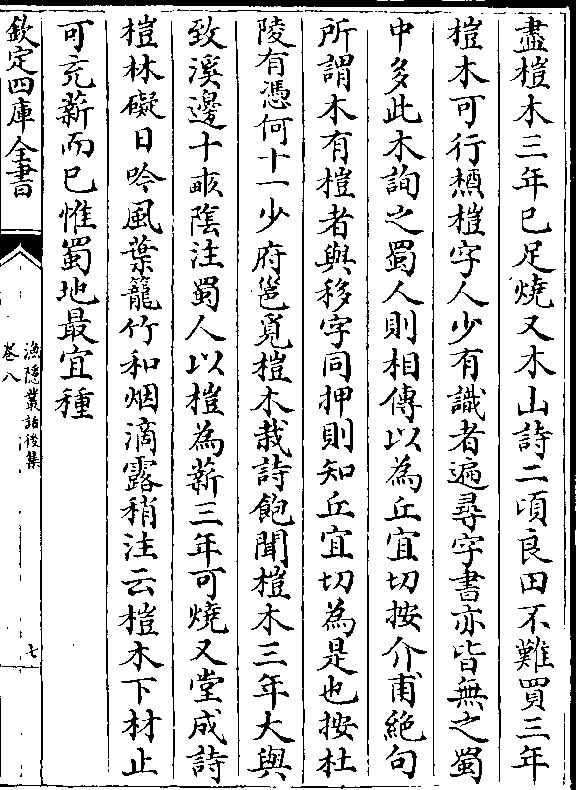 盡榿木三年已足燒又木山詩二頃良田不難買三年
榿木可行槱榿字人少有識者遍尋字書亦皆無之蜀
中多此木詢之蜀人則相傳以為丘宜切按介甫絶句
所謂木有榿者與移字同押則知丘宜切為是也按杜
陵有憑何十一少府邕覓榿木栽詩飽聞榿木三年大與
致溪邊十畝陰注蜀人以榿為薪三年可燒又堂成詩
榿林礙日吟風葉籠竹和烟滴露稍注云榿木下材止
可充薪而已惟蜀地最宜種
欽定四庫全書
漁隱叢話後集
卷八
七